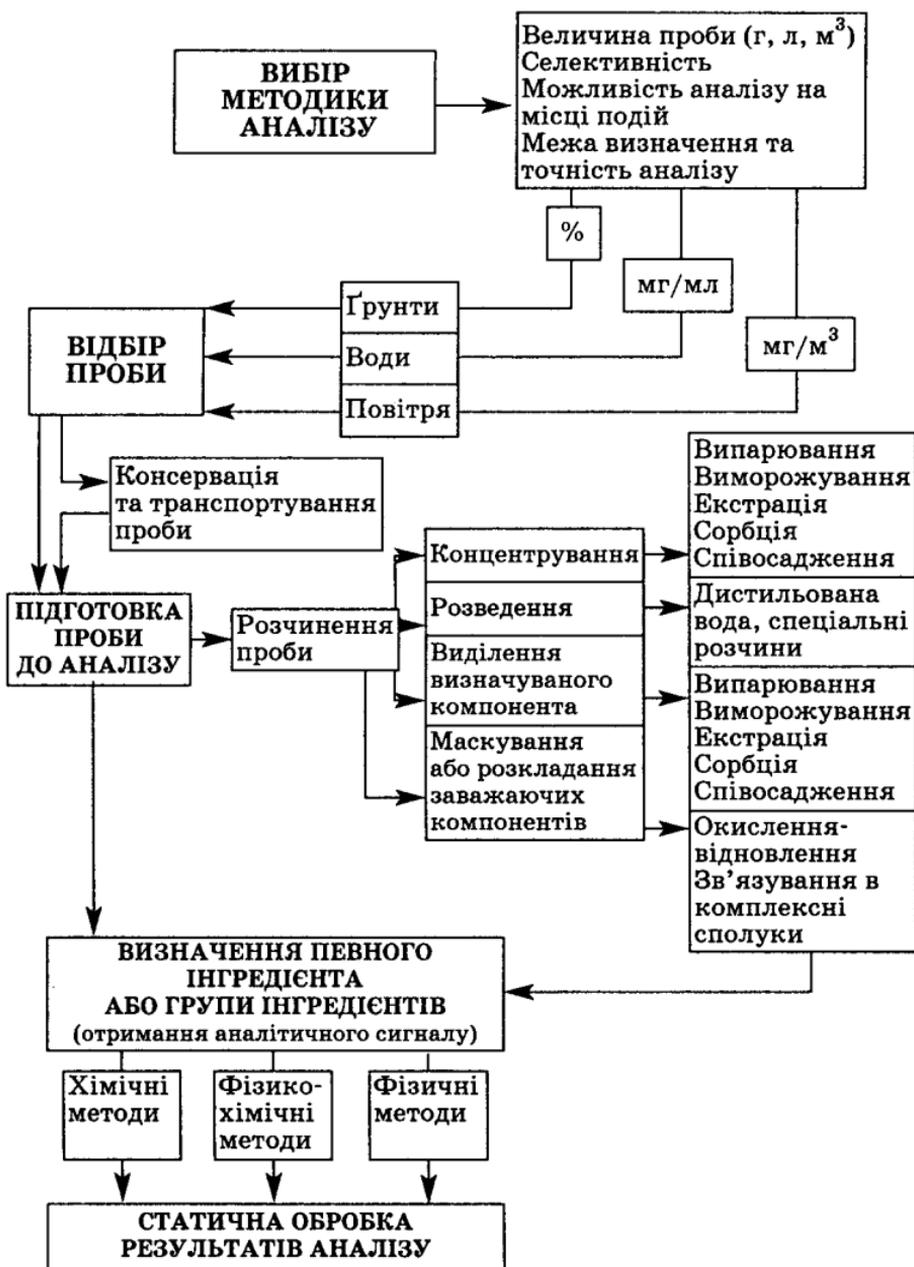 ВИБІР
МЕТОДИКИ
АНАЛІЗУ
Величина проби (г, л, м³)
Селективність
Можливість аналізу на
місці подій
Межа визначення та
точність аналізу
%
мг/мл
мг/м³
Ґрунти
Води
Повітря
ВІДБІР
ПРОБИ
Консервація
та транспортування
проби
ПІДГОТОВКА
ПРОБИ
ДО АНАЛІЗУ
Розчинення
проби
Концентрування
Розведення
Виділення
визначуваного
компонента
Маскування
або розкладання
заважаючих
компонентів
Випарювання
Виморожування
Екстрація
Сорбція
Співосадження
Дистильована
вода, спеціальні
розчини
Випарювання
Виморожування
Екстрація
Сорбція
Співосадження
Окислення-
відновлення
Зв’язування в
комплексні
сполуки
ВИЗНАЧЕННЯ ПЕВНОГО
ІНГРЕДІЄНТА
АБО ГРУПИ ІНГРЕДІЄНТІВ
(отримання аналітичного сигналу)
Хімічні
методи
Фізико-
хімічні
методи
Фізичні
методи
СТАТИЧНА ОБРОБКА
РЕЗУЛЬТАТІВ АНАЛІЗУ